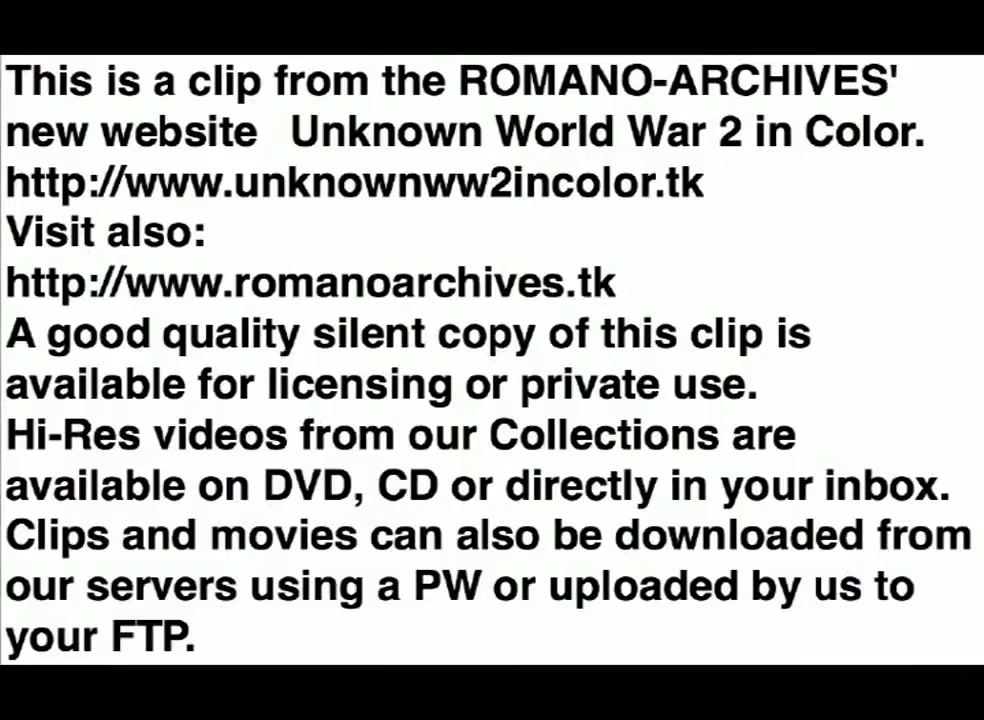 This is a clip from the ROMANO-ARCHIVES'
new website Unknown World War 2 in Color.
http://www.unknownww2incolor.tk
Visit also:
http://www.romanoarchives.tk
A good quality silent copy of this clip is
available for licensing or private use.
Hi-Res videos from our Collections are
available on DVD, CD or directly in your inbox.
Clips and movies can also be downloaded from
our servers using a PW or uploaded by us to
your FTP.